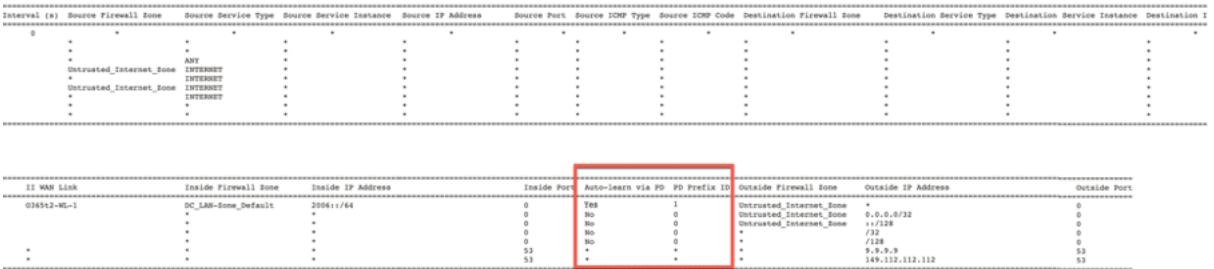 Interval (s) Source Firewall Zone Source Service Type Source Service Instance Source IP Address Source Port Source ICMP Type Source ICMP Code Destination Firewall Zone Destination Service Type Destination Service Instance Destination I
0 * * * * * * * * * * *
* * * * * * * *
* * * * * * * *
* ANY * * * * * *
Untrusted_Internet_Zone INTERNET * * * * * *
* INTERNET * * * * * *
Untrusted_Internet_Zone INTERNET * * * * * *
* INTERNET * * * * * *
* * * * * * * *
* * * * * * * *
II WAN Link Inside Firewall Zone Inside IP Address Inside Port Auto-learn via PD PD Prefix ID Outside Firewall Zone Outside IP Address Outside Port
O365t2-WL-1 DC_LAN-Zone_Default 2006::/64 0 Yes 1 Untrusted_Internet_Zone * 0
* * 0 No 0 Untrusted_Internet_Zone 0.0.0.0/32 0
* * 0 No 0 Untrusted_Internet_Zone ::/128 0
* * 0 No 0 * /32 0
* * 0 No 0 * /128 0
* * * 53 * * * 9.9.9.9 53
* * * 53 * * * 149.112.112.112 53